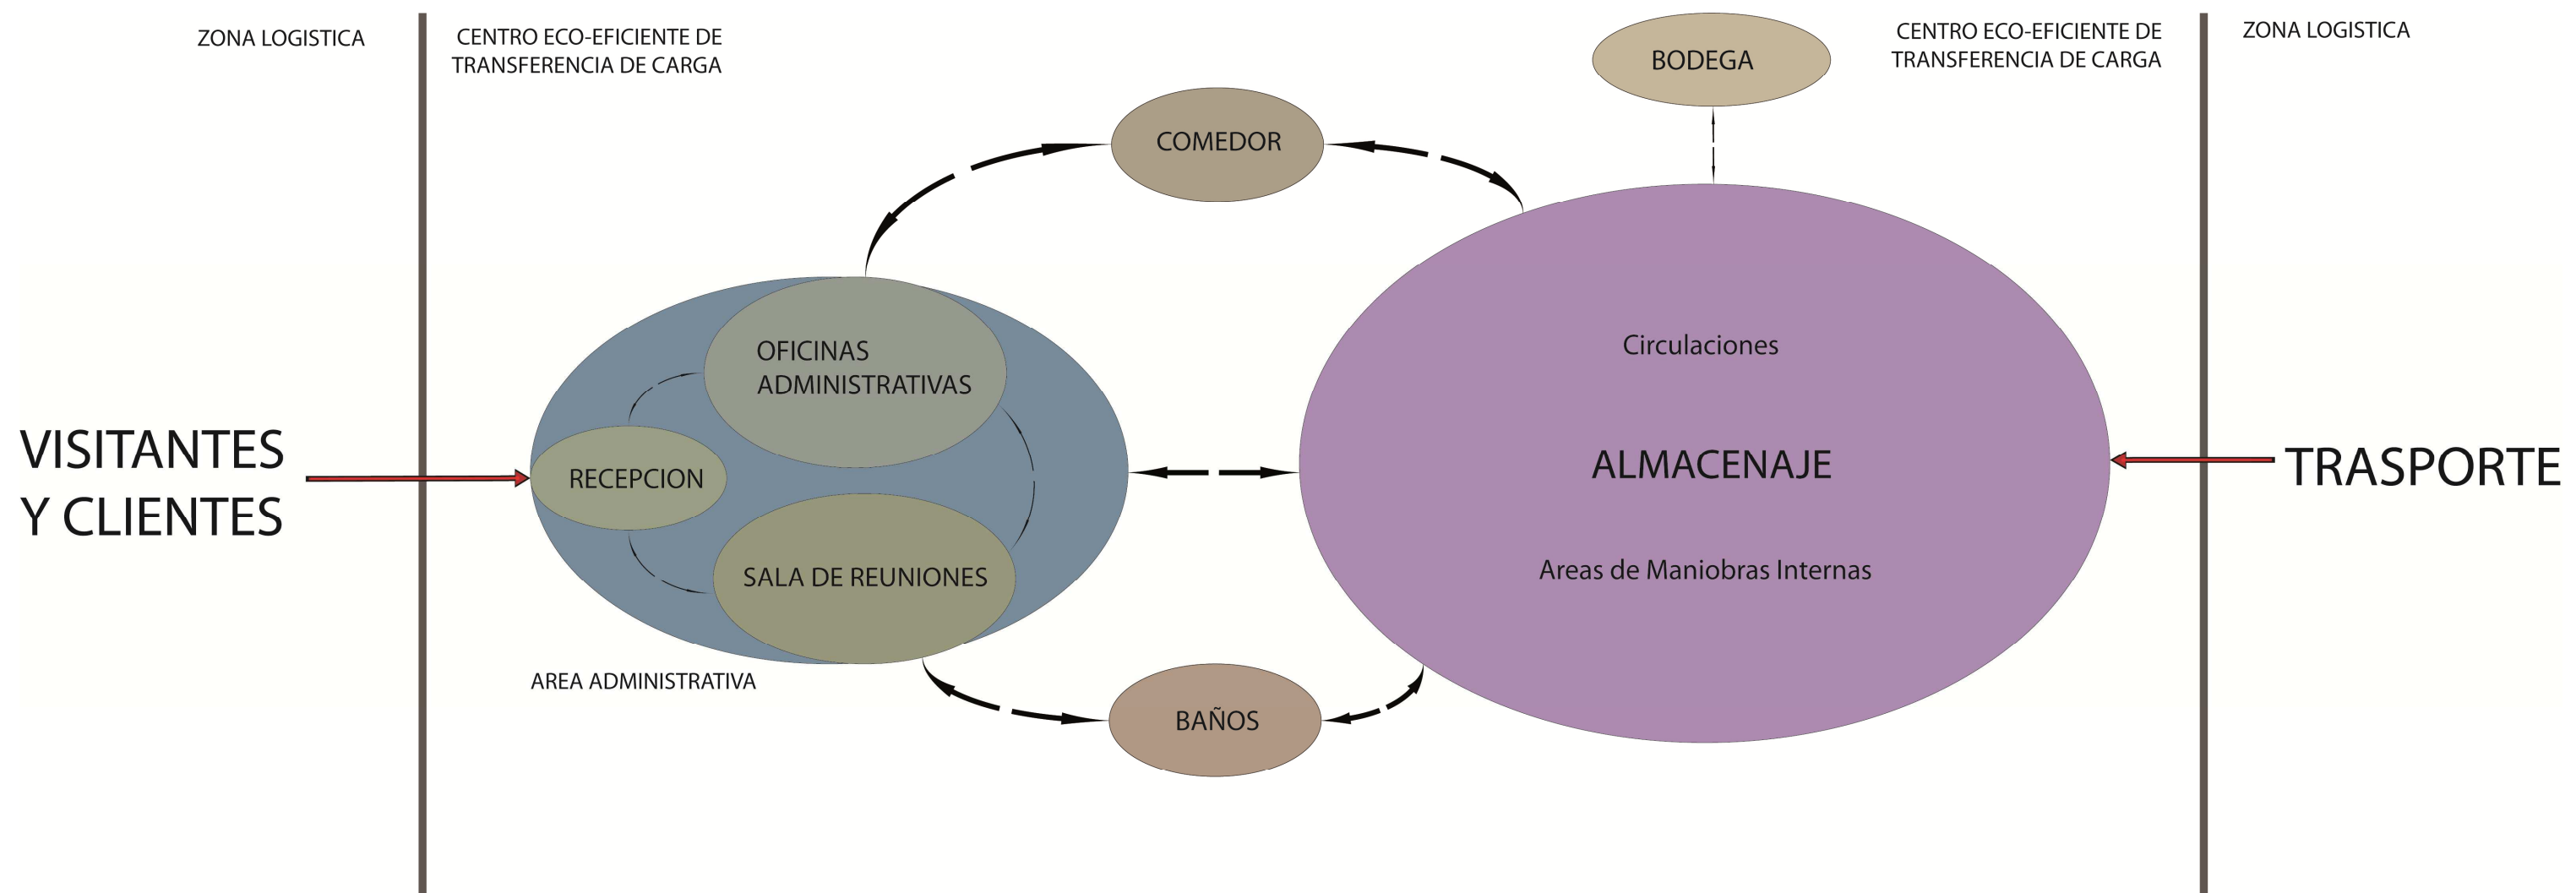 ZONA LOGISTICA
CENTRO ECO-EFICIENTE DE
TRANSFERENCIA DE CARGA
BODEGA
CENTRO ECO-EFICIENTE DE
TRANSFERENCIA DE CARGA
ZONA LOGISTICA
COMEDOR
OFICINAS
ADMINISTRATIVAS
Circulaciones
VISITANTES
Y CLIENTES
RECEPCION
ALMACENAJE
TRASPORTE
SALA DE REUNIONES
Areas de Maniobras Internas
AREA ADMINISTRATIVA
BAÑOS